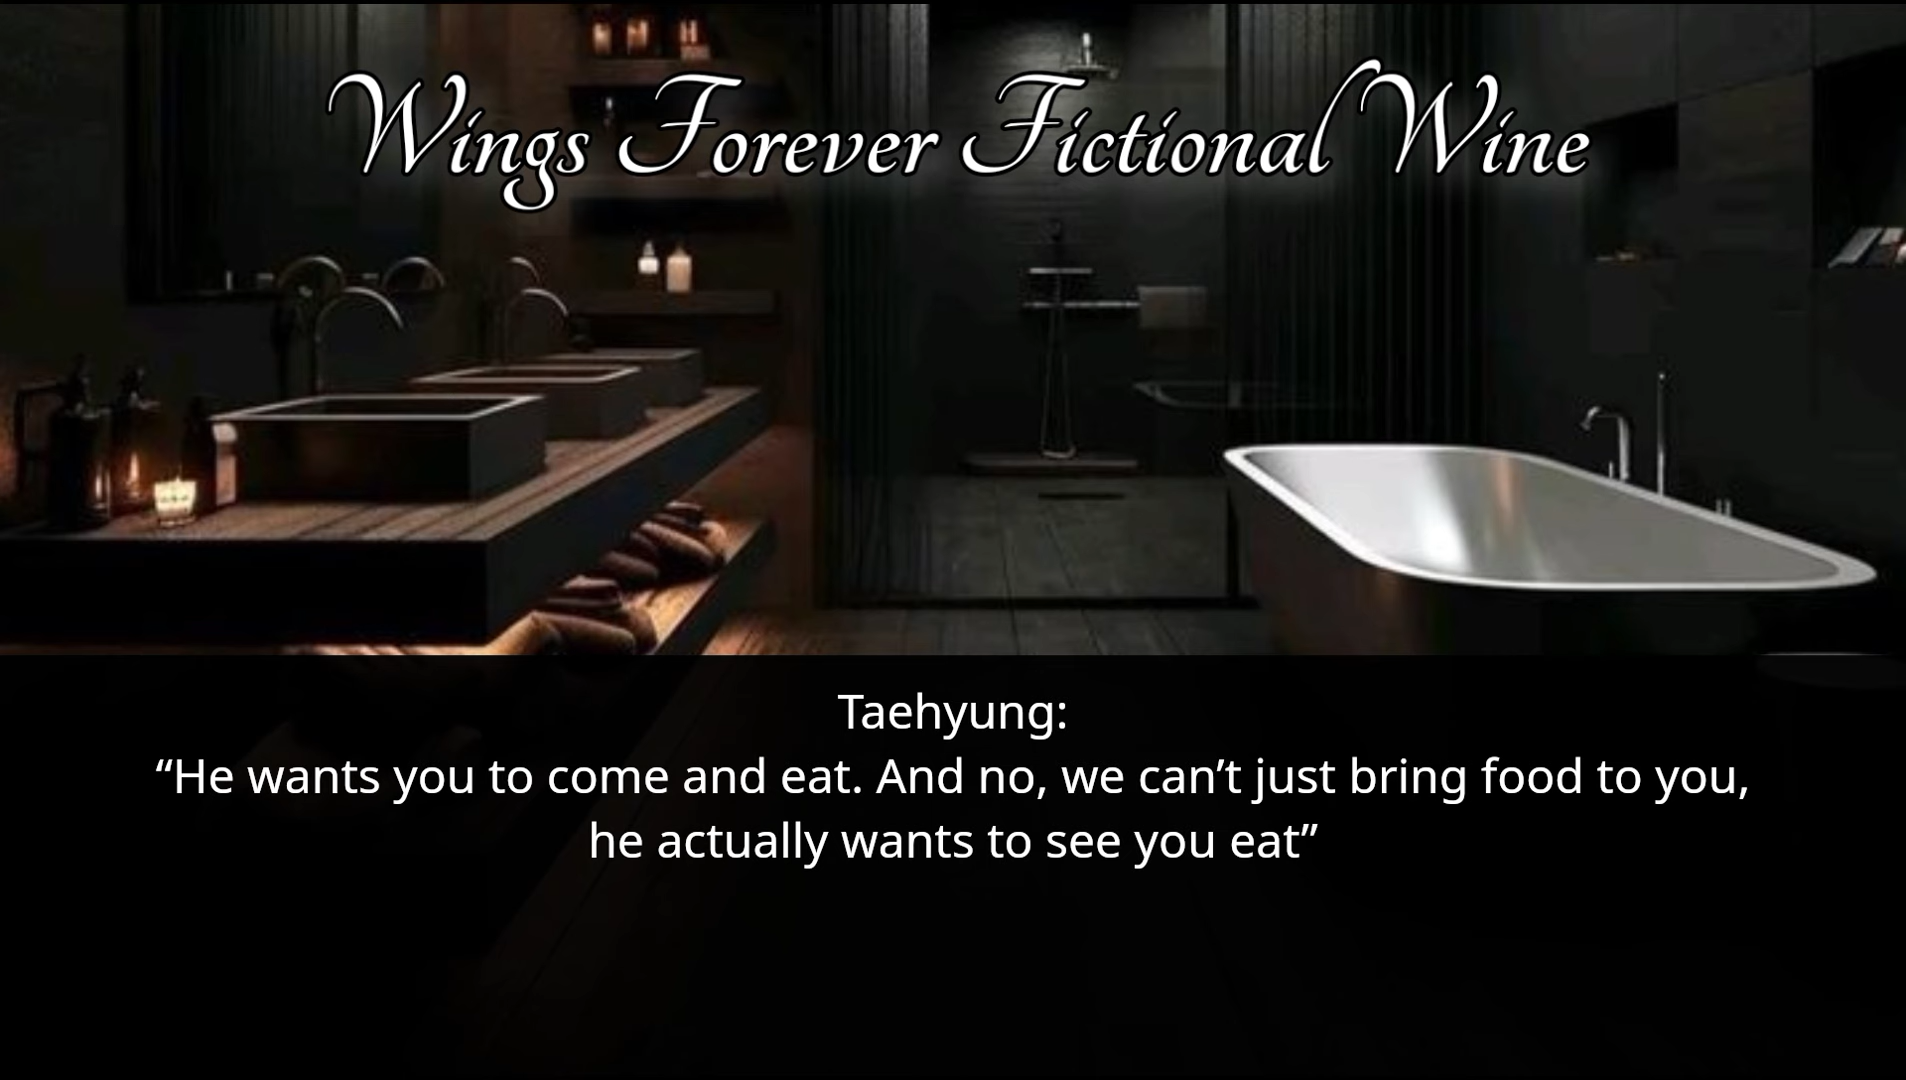 Wings Forever Fictional Wine
Taehyung:
“He wants you to come and eat. And no, we can’t just bring food to you,
he actually wants to see you eat”